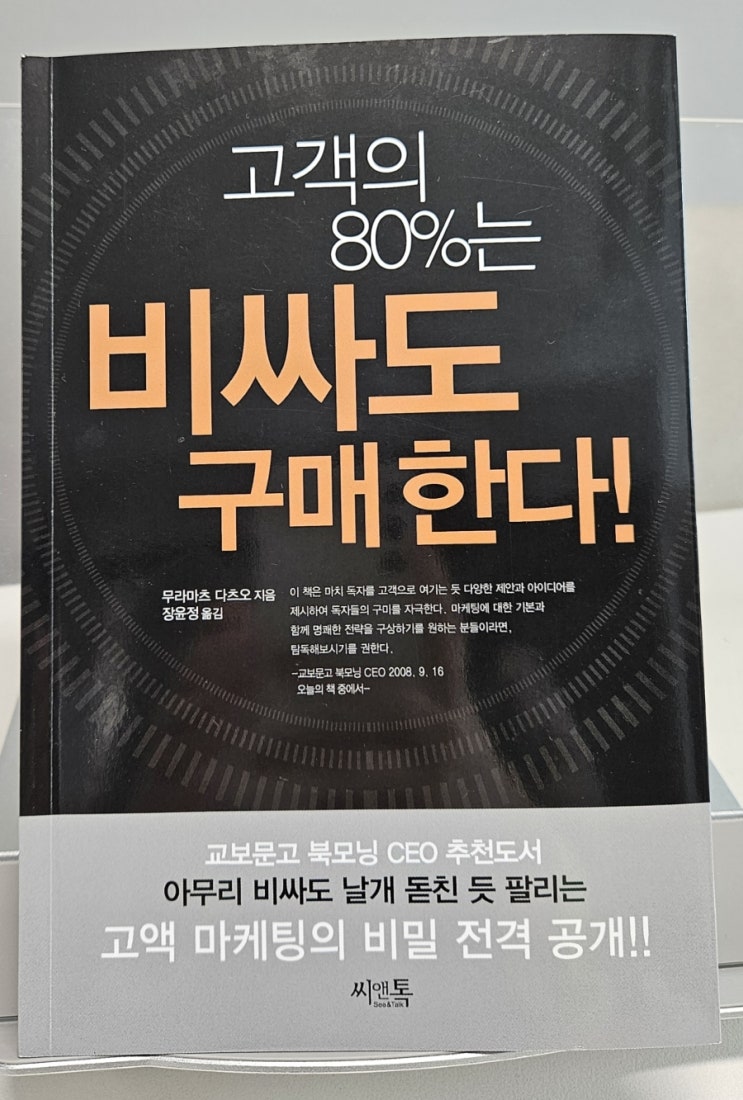 고객의
80%는
비싸도
구매한다!
무라마츠 다츠오 지음
장윤정 옮김
이 책은 마치 독자를 고객으로 여기는 듯 다양한 제안과 아이디어를
제시하여 독자들의 구미를 자극한다. 마케팅에 대한 기본과
함께 명쾌한 전략을 구상하기를 원하는 분들이라면,
탐독해보시기를 권한다.
-교보문고 북모닝 CEO 2008. 9. 16
오늘의 책 중에서-
교보문고 북모닝 CEO 추천도서
아무리 비싸도 날개 돋친 듯 팔리는
고액 마케팅의 비밀 전격 공개!!
씨앤톡
See&Talk